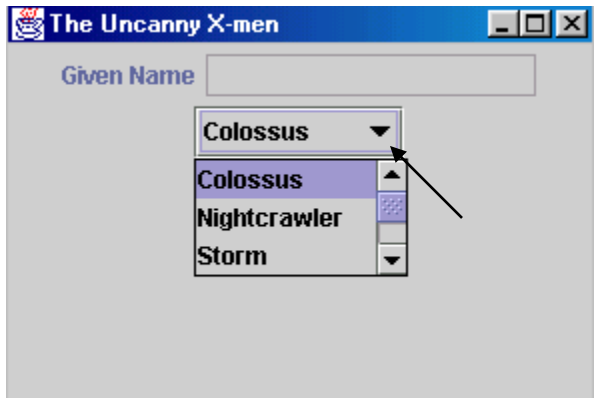 The Uncanny X-men
Given Name
Colossus
Colossus
Nightcrawler
Storm